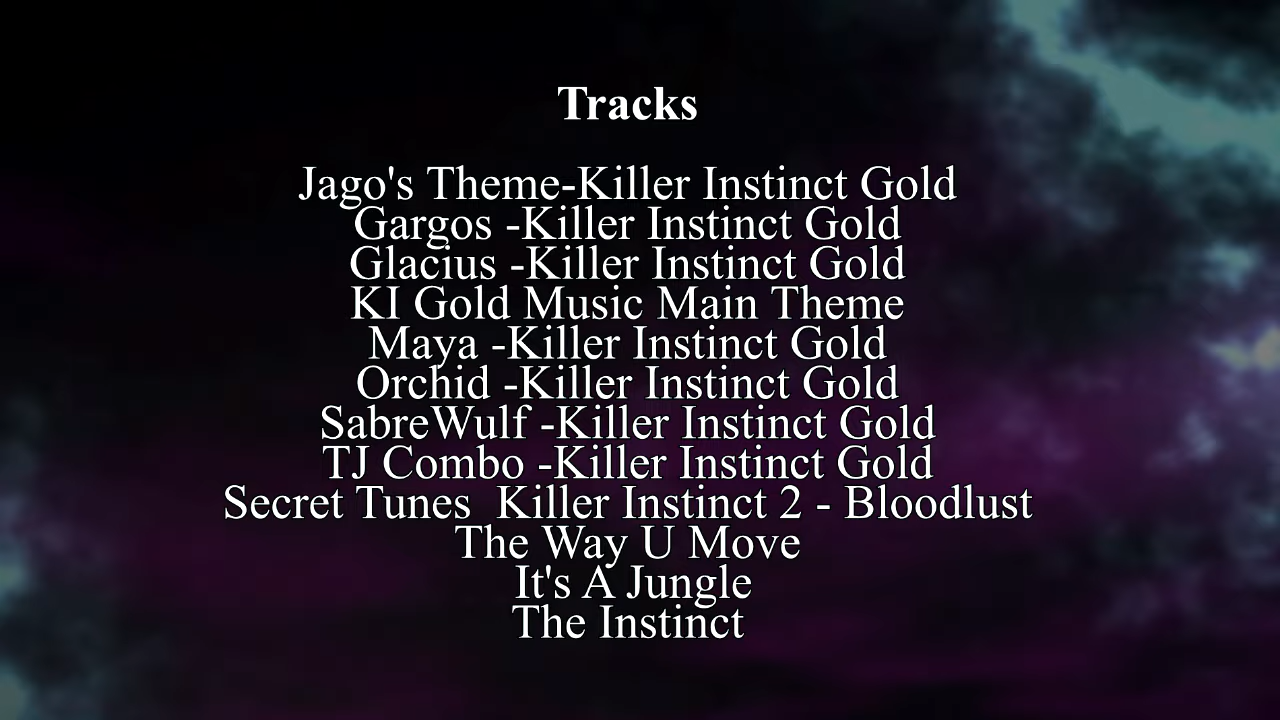 Tracks
Jago's Theme-Killer Instinct Gold
Gargos -Killer Instinct Gold
Glacius -Killer Instinct Gold
KI Gold Music Main Theme
Maya -Killer Instinct Gold
Orchid -Killer Instinct Gold
SabreWulf -Killer Instinct Gold
TJ Combo -Killer Instinct Gold
Secret Tunes  Killer Instinct 2 - Bloodlust
The Way U Move
It's A Jungle
The Instinct